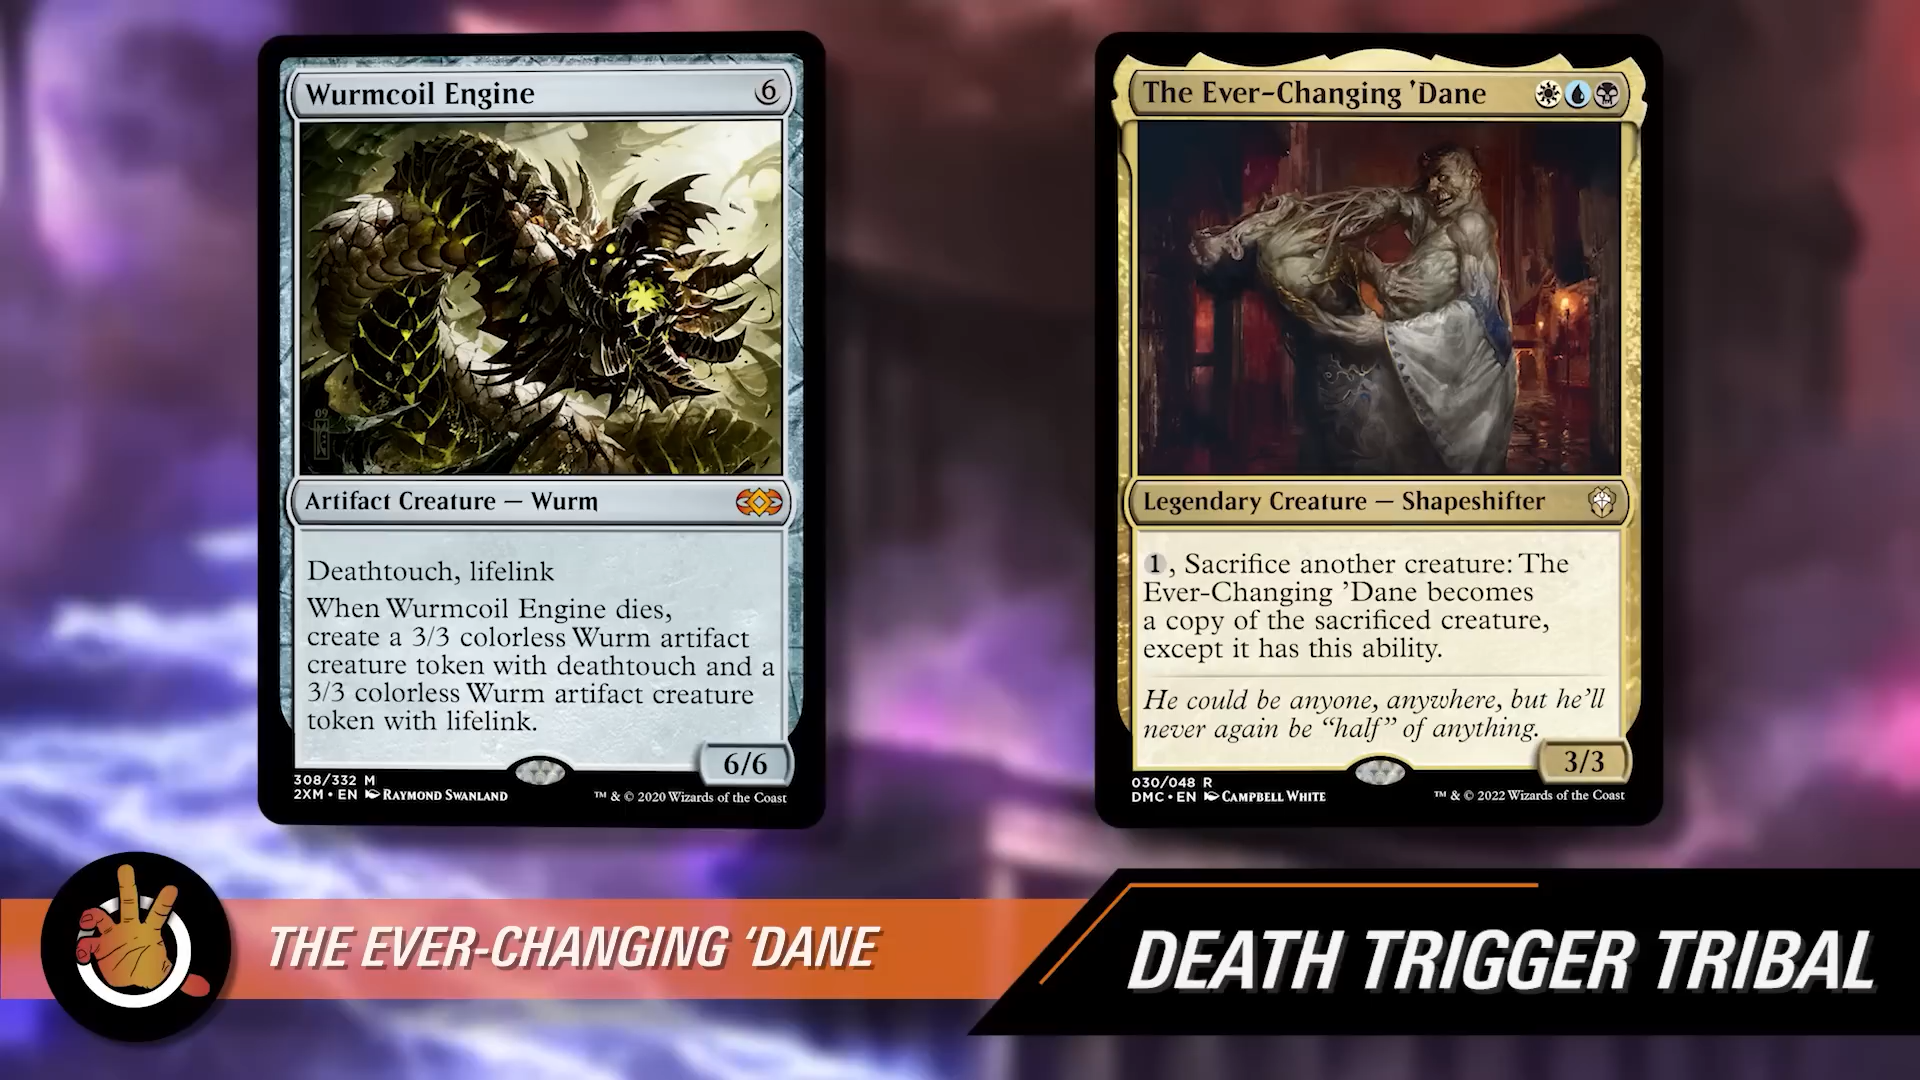 Wurmcoil Engine
6
Artifact Creature — Wurm
Deathtouch, lifelink
When Wurmcoil Engine dies,
create a 3/3 colorless Wurm artifact
creature token with deathtouch and a
3/3 colorless Wurm artifact creature
token with lifelink.
6/6
308/332 M
2XM • EN RAYMOND SWANLAND
™ & © 2020 Wizards of the Coast
The Ever-Changing ’Dane
Legendary Creature — Shapeshifter
1, Sacrifice another creature: The
Ever-Changing ’Dane becomes
a copy of the sacrificed creature,
except it has this ability.
He could be anyone, anywhere, but he’ll
never again be “half” of anything.
3/3
030/048 R
DMC • EN CAMPBELL WHITE
™ & © 2022 Wizards of the Coast
THE EVER-CHANGING ‘DANE
DEATH TRIGGER TRIBAL